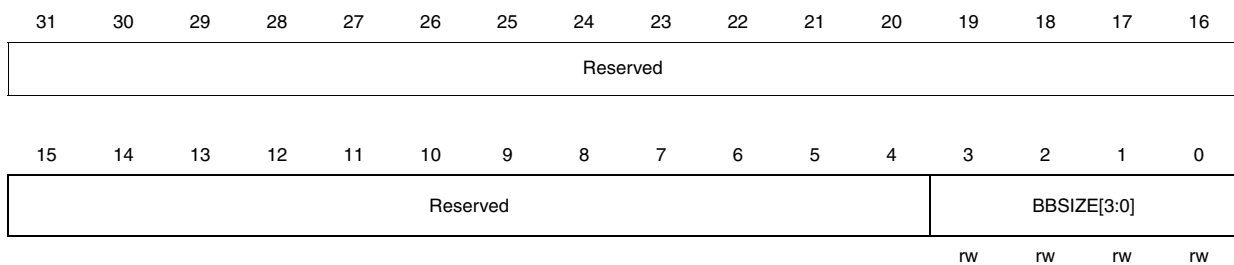 31 30 29 28 27 26 25 24 23 22 21 20 19 18 17 16
Reserved
15 14 13 12 11 10 9 8 7 6 5 4 3 2 1 0
Reserved BBSIZE[3:0]
rw rw rw rw